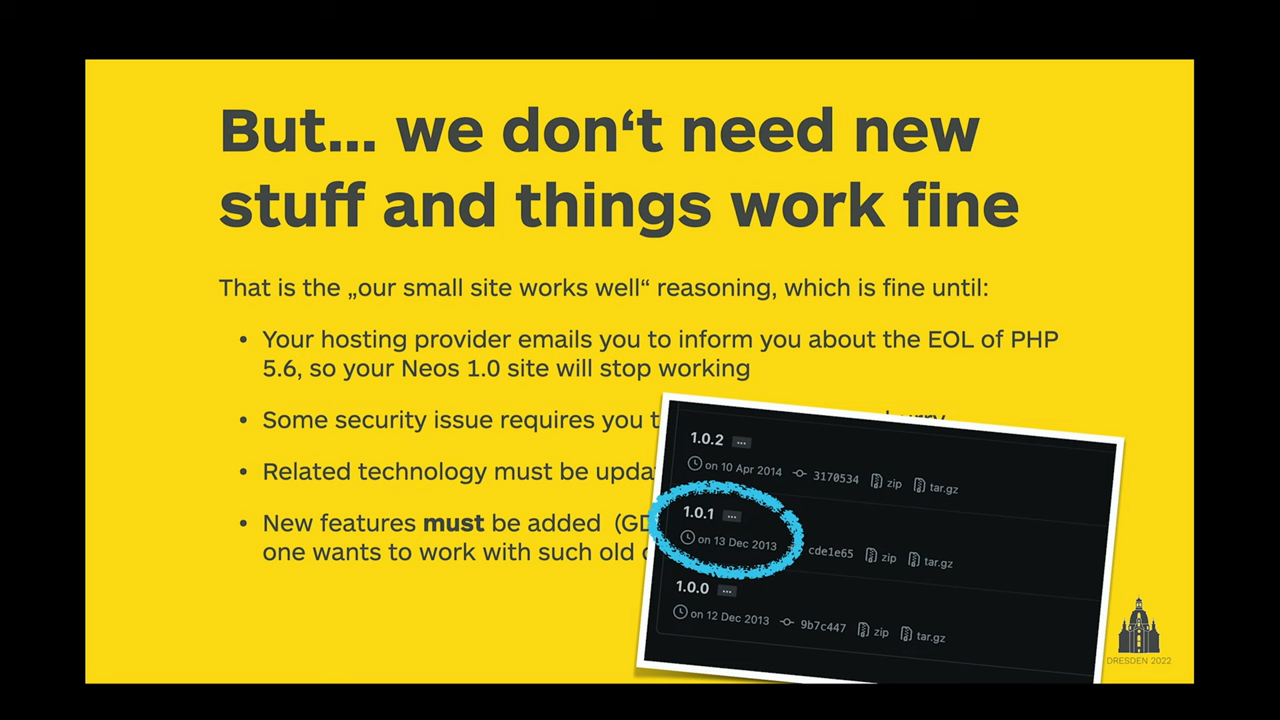 But... we don‘t need new
stuff and things work fine
That is the „our small site works well“ reasoning, which is fine until:
• Your hosting provider emails you to inform you about the EOL of PHP
5.6, so your Neos 1.0 site will stop working
• Some security issue requires you
• Related technology must be
• New features must be added
one wants to work with such old
1.0.2 ...
on 10 Apr 2014 3170534 zip tar.gz
1.0.1 ...
on 13 Dec 2013 cde1e65 zip tar.gz
1.0.0 ...
on 12 Dec 2013 9b7c447 zip tar.gz
DRESDEN 2022